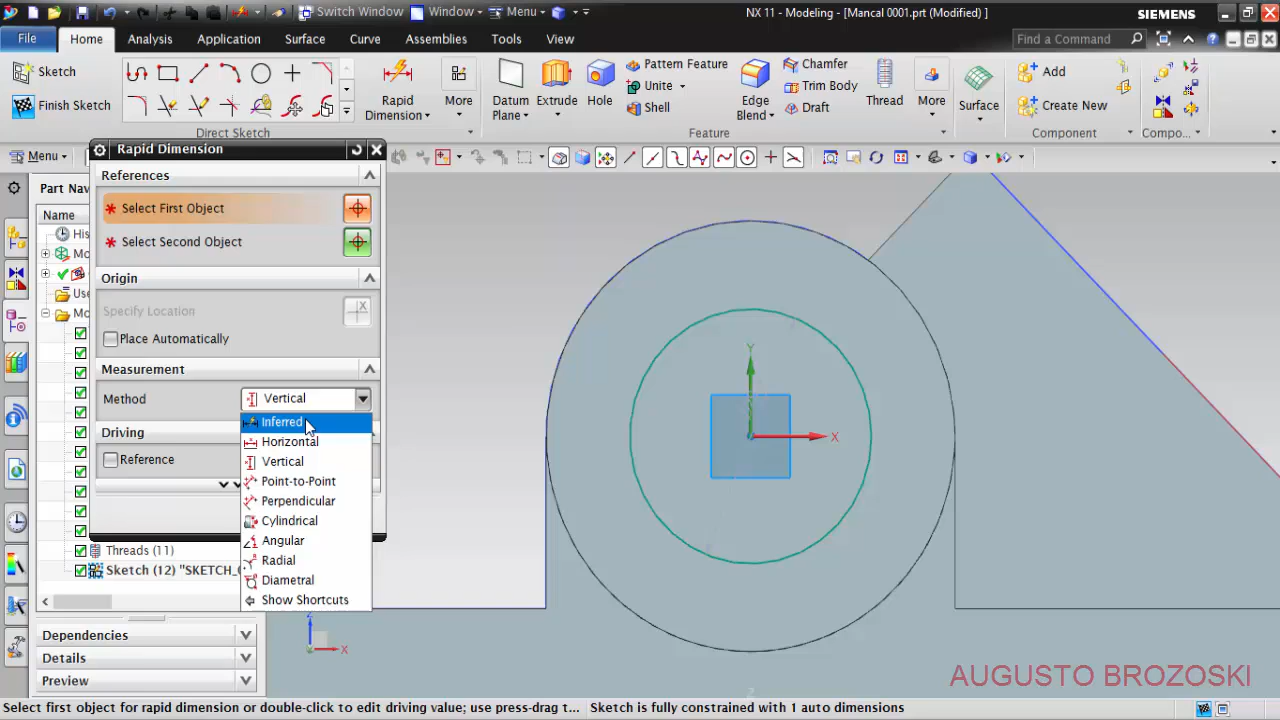 Switch Window Window Menu NX 11 - Modeling - [Mancal 0001.prt (Modified) ] SIEMENS
File Home Analysis Application Surface Curve Assemblies Tools View Find a Command
Sketch
Finish Sketch
Rapid Dimension
More
Datum Plane
Extrude
Hole
Pattern Feature
Unite
Shell
Edge Blend
Chamfer
Trim Body
Draft
Thread
More
Surface
Add
Create New
Direct Sketch Feature Component Compo...
Menu
Rapid Dimension
Part Nav
Name
His
Mo
Use
Mo
References
Select First Object
Select Second Object
Origin
Specify Location
Place Automatically
Measurement
Method Vertical
Inferred
Horizontal
Vertical
Point-to-Point
Perpendicular
Cylindrical
Angular
Radial
Diametral
Show Shortcuts
Driving
Reference
Threads (11)
Sketch (12) "SKETCH_
Dependencies
Details
Preview
Y
X
Z
X
Z
AUGUSTO BROZOSKI
Select first object for rapid dimension or double-click to edit driving value; use press-drag t... Sketch is fully constrained with 1 auto dimensions